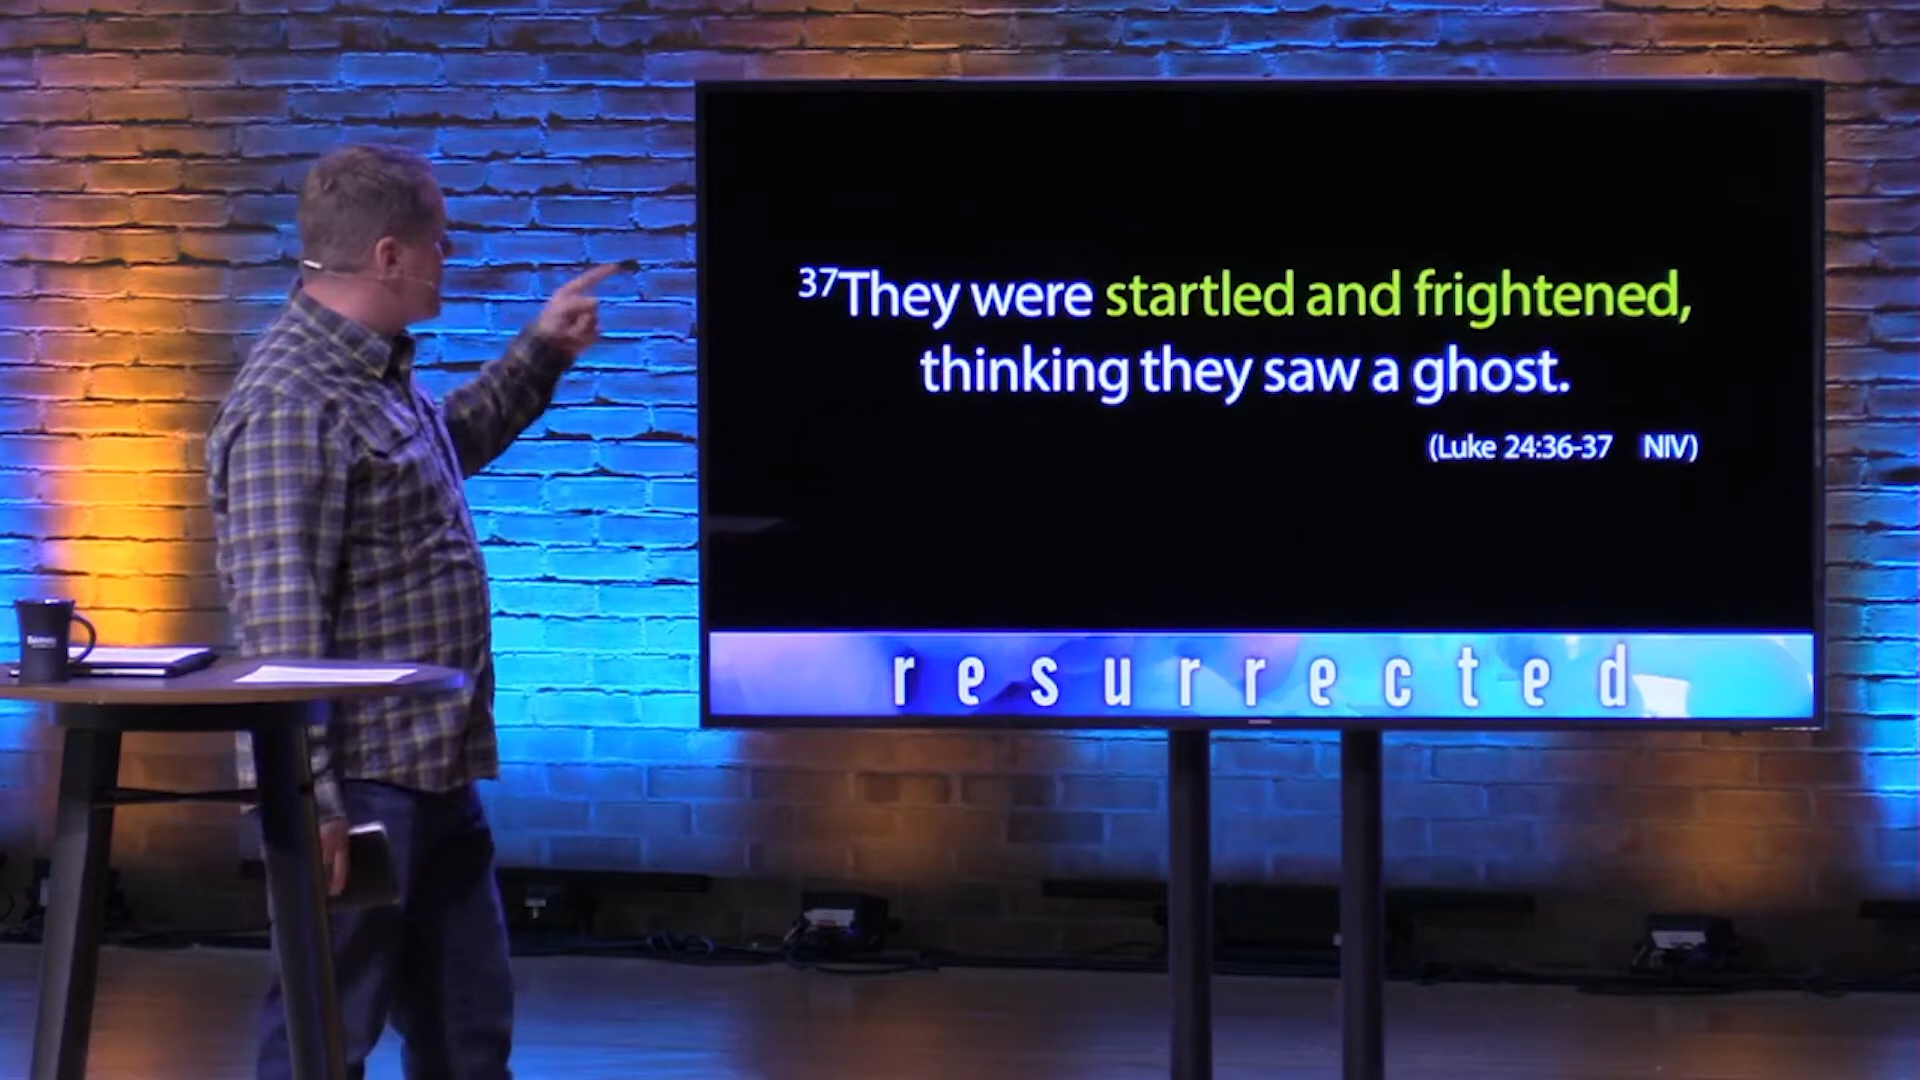 ³⁷They were startled and frightened,
thinking they saw a ghost.
(Luke 24:36-37 NIV)
resurrected